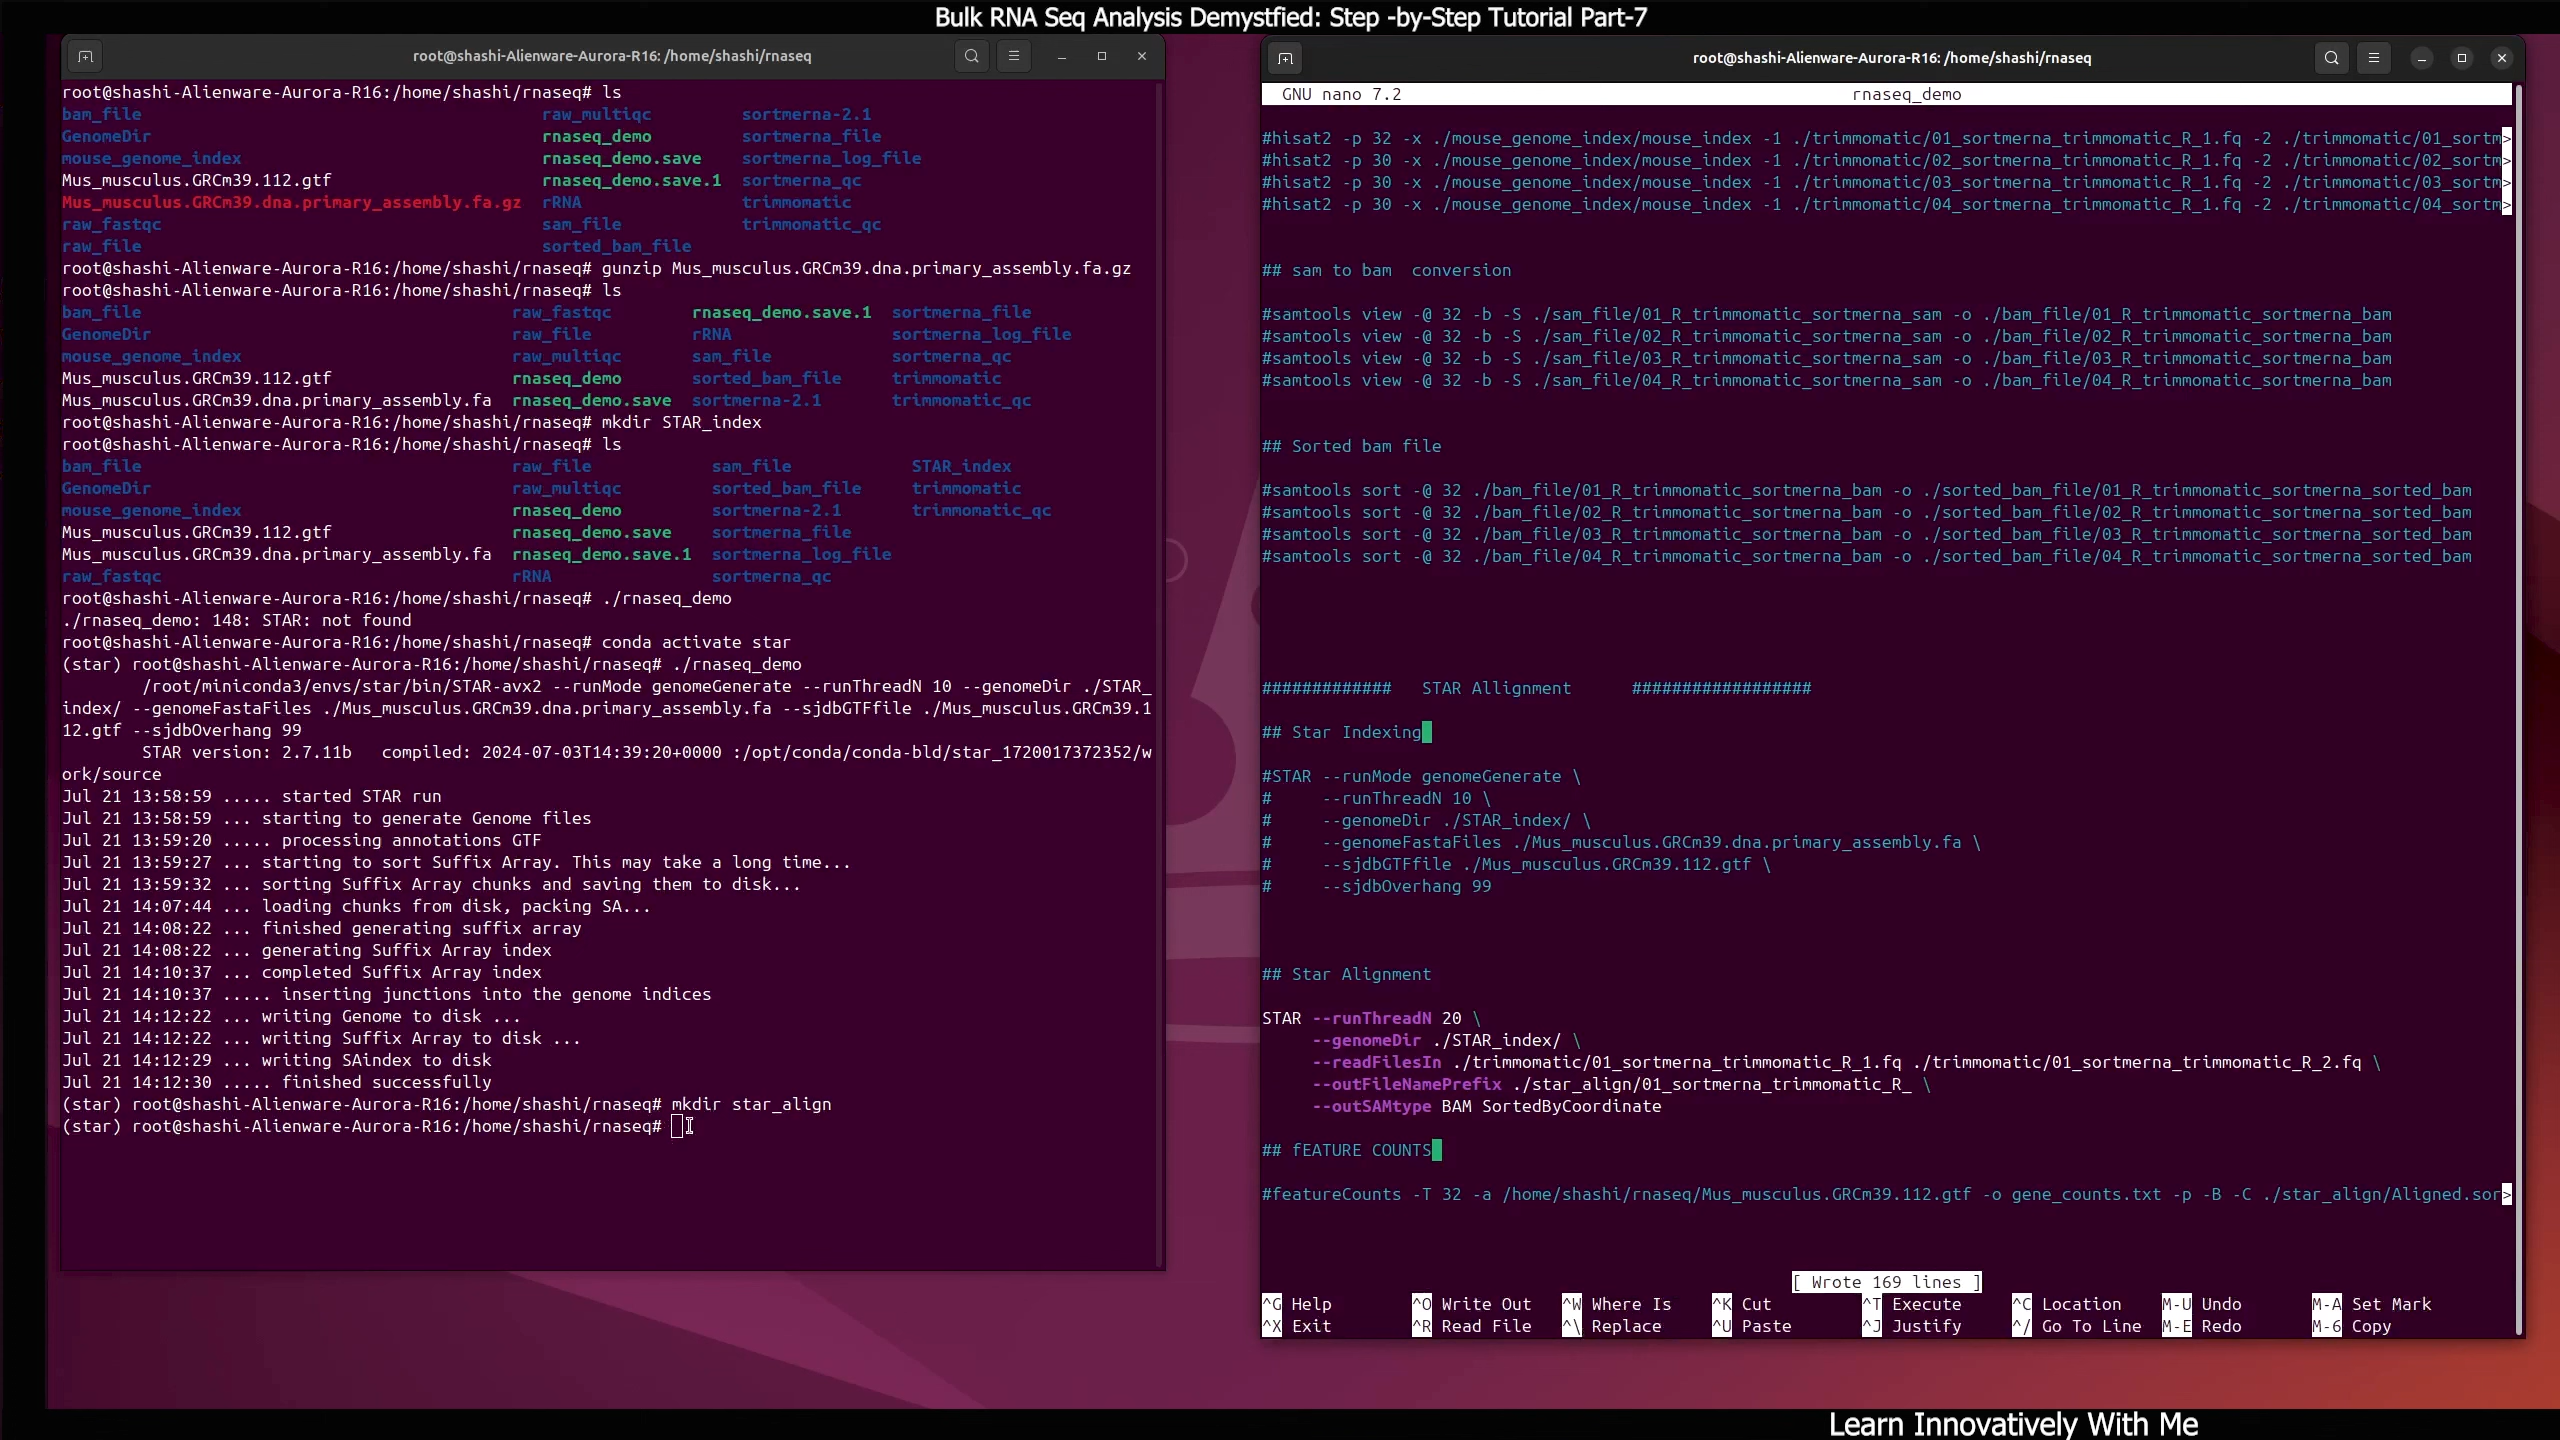 Bulk RNA Seq Analysis Demystfied: Step -by-Step Tutorial Part-7
root@shashi-Alienware-Aurora-R16: /home/shashi/rnaseq
root@shashi-Alienware-Aurora-R16:/home/shashi/rnaseq# ls
bam_file raw_multiqc sortmerna-2.1
GenomeDir rnaseq_demo sortmerna_file
mouse_genome_index rnaseq_demo.save sortmerna_log_file
Mus_musculus.GRCm39.112.gtf rnaseq_demo.save.1 sortmerna_qc
Mus_musculus.GRCm39.dna.primary_assembly.fa.gz rRNA trimmomatic
raw_fastqc sam_file trimmomatic_qc
raw_file sorted_bam_file
root@shashi-Alienware-Aurora-R16:/home/shashi/rnaseq# gunzip Mus_musculus.GRCm39.dna.primary_assembly.fa.gz
root@shashi-Alienware-Aurora-R16:/home/shashi/rnaseq# ls
bam_file raw_fastqc rnaseq_demo.save.1 sortmerna_file
GenomeDir raw_file rRNA sortmerna_log_file
mouse_genome_index raw_multiqc sam_file sortmerna_qc
Mus_musculus.GRCm39.112.gtf rnaseq_demo sorted_bam_file trimmomatic
Mus_musculus.GRCm39.dna.primary_assembly.fa rnaseq_demo.save sortmerna-2.1 trimmomatic_qc
root@shashi-Alienware-Aurora-R16:/home/shashi/rnaseq# mkdir STAR_index
root@shashi-Alienware-Aurora-R16:/home/shashi/rnaseq# ls
bam_file raw_file sam_file STAR_index
GenomeDir raw_multiqc sorted_bam_file trimmomatic
mouse_genome_index rnaseq_demo sortmerna-2.1 trimmomatic_qc
Mus_musculus.GRCm39.112.gtf rnaseq_demo.save sortmerna_file
Mus_musculus.GRCm39.dna.primary_assembly.fa rnaseq_demo.save.1 sortmerna_log_file
raw_fastqc rRNA sortmerna_qc
root@shashi-Alienware-Aurora-R16:/home/shashi/rnaseq# ./rnaseq_demo
./rnaseq_demo: 148: STAR: not found
root@shashi-Alienware-Aurora-R16:/home/shashi/rnaseq# conda activate star
(star) root@shashi-Alienware-Aurora-R16:/home/shashi/rnaseq# ./rnaseq_demo
/root/miniconda3/envs/star/bin/STAR-avx2 --runMode genomeGenerate --runThreadN 10 --genomeDir ./STAR_
index/ --genomeFastaFiles ./Mus_musculus.GRCm39.dna.primary_assembly.fa --sjdbGTFfile ./Mus_musculus.GRCm39.1
12.gtf --sjdbOverhang 99
STAR version: 2.7.11b compiled: 2024-07-03T14:39:20+0000 :/opt/conda/conda-bld/star_1720017372352/w
ork/source
Jul 21 13:58:59 ..... started STAR run
Jul 21 13:58:59 ... starting to generate Genome files
Jul 21 13:59:20 ..... processing annotations GTF
Jul 21 13:59:27 ... starting to sort Suffix Array. This may take a long time...
Jul 21 13:59:32 ... sorting Suffix Array chunks and saving them to disk...
Jul 21 14:07:44 ... loading chunks from disk, packing SA...
Jul 21 14:08:22 ... finished generating suffix array
Jul 21 14:08:22 ... generating Suffix Array index
Jul 21 14:10:37 ... completed Suffix Array index
Jul 21 14:10:37 ..... inserting junctions into the genome indices
Jul 21 14:12:22 ... writing Genome to disk ...
Jul 21 14:12:22 ... writing Suffix Array to disk ...
Jul 21 14:12:29 ... writing SAindex to disk
Jul 21 14:12:30 ..... finished successfully
(star) root@shashi-Alienware-Aurora-R16:/home/shashi/rnaseq# mkdir star_align
(star) root@shashi-Alienware-Aurora-R16:/home/shashi/rnaseq#
root@shashi-Alienware-Aurora-R16: /home/shashi/rnaseq
GNU nano 7.2 rnaseq_demo
#hisat2 -p 32 -x ./mouse_genome_index/mouse_index -1 ./trimmomatic/01_sortmerna_trimmomatic_R_1.fq -2 ./trimmomatic/01_sortm>
#hisat2 -p 30 -x ./mouse_genome_index/mouse_index -1 ./trimmomatic/02_sortmerna_trimmomatic_R_1.fq -2 ./trimmomatic/02_sortm>
#hisat2 -p 30 -x ./mouse_genome_index/mouse_index -1 ./trimmomatic/03_sortmerna_trimmomatic_R_1.fq -2 ./trimmomatic/03_sortm>
#hisat2 -p 30 -x ./mouse_genome_index/mouse_index -1 ./trimmomatic/04_sortmerna_trimmomatic_R_1.fq -2 ./trimmomatic/04_sortm>
## sam to bam  conversion
#samtools view -@ 32 -b -S ./sam_file/01_R_trimmomatic_sortmerna_sam -o ./bam_file/01_R_trimmomatic_sortmerna_bam
#samtools view -@ 32 -b -S ./sam_file/02_R_trimmomatic_sortmerna_sam -o ./bam_file/02_R_trimmomatic_sortmerna_bam
#samtools view -@ 32 -b -S ./sam_file/03_R_trimmomatic_sortmerna_sam -o ./bam_file/03_R_trimmomatic_sortmerna_bam
#samtools view -@ 32 -b -S ./sam_file/04_R_trimmomatic_sortmerna_sam -o ./bam_file/04_R_trimmomatic_sortmerna_bam
## Sorted bam file
#samtools sort -@ 32 ./bam_file/01_R_trimmomatic_sortmerna_bam -o ./sorted_bam_file/01_R_trimmomatic_sortmerna_sorted_bam
#samtools sort -@ 32 ./bam_file/02_R_trimmomatic_sortmerna_bam -o ./sorted_bam_file/02_R_trimmomatic_sortmerna_sorted_bam
#samtools sort -@ 32 ./bam_file/03_R_trimmomatic_sortmerna_bam -o ./sorted_bam_file/03_R_trimmomatic_sortmerna_sorted_bam
#samtools sort -@ 32 ./bam_file/04_R_trimmomatic_sortmerna_bam -o ./sorted_bam_file/04_R_trimmomatic_sortmerna_sorted_bam
############# STAR Allignment ##################
## Star Indexing
#STAR --runMode genomeGenerate \
# --runThreadN 10 \
# --genomeDir ./STAR_index/ \
# --genomeFastaFiles ./Mus_musculus.GRCm39.dna.primary_assembly.fa \
# --sjdbGTFfile ./Mus_musculus.GRCm39.112.gtf \
# --sjdbOverhang 99
## Star Alignment
STAR --runThreadN 20 \
--genomeDir ./STAR_index/ \
--readFilesIn ./trimmomatic/01_sortmerna_trimmomatic_R_1.fq ./trimmomatic/01_sortmerna_trimmomatic_R_2.fq \
--outFileNamePrefix ./star_align/01_sortmerna_trimmomatic_R_ \
--outSAMtype BAM SortedByCoordinate
## fEATURE COUNTS
#featureCounts -T 32 -a /home/shashi/rnaseq/Mus_musculus.GRCm39.112.gtf -o gene_counts.txt -p -B -C ./star_align/Aligned.sor>
[ Wrote 169 lines ]
^G Help ^O Write Out ^W Where Is ^K Cut ^T Execute ^C Location M-U Undo M-A Set Mark
^X Exit ^R Read File ^\ Replace ^U Paste ^J Justify ^/ Go To Line M-E Redo M-6 Copy
Learn Innovatively With Me